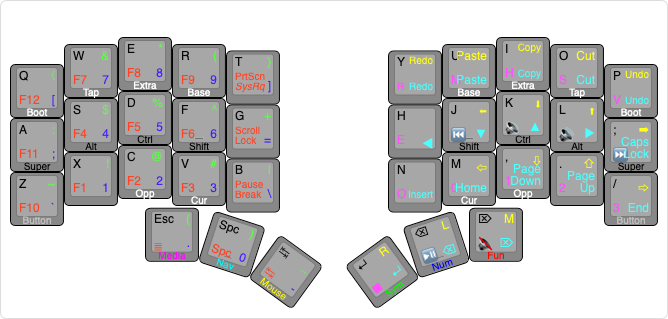 Q (
F12 [
Boot
W &
F7 7
Tap
E *
F8 8
Extra
R (
F9 9
Base
T )
PrtScn
SysRq ]
Y Redo
Redo
U Paste
Paste
Base
I Copy
Copy
Extra
O Cut
S Cut
Tap
P Undo
V Undo
Boot
A :
F11 ;
Super
S $
F4 4
Alt
D %
F5 5
Ctrl
F ^
F6 6
Shift
G +
Scroll
Lock =
H
E
J
Shift
K
Ctrl
L
Alt
;
Caps
Lock
Super
Z ~
F10 `
Button
X !
F1 1
C @
F2 2
Opp
V #
F3 3
Cur
B |
Pause
Break \
N
O Insert
M
Home
Cur
,
Page
Down
Opp
.
Page
Up
/
3 End
Button
Esc (
Media
Spc )
Spc 0
Nav
Mouse
R
L
Num
M
Fun